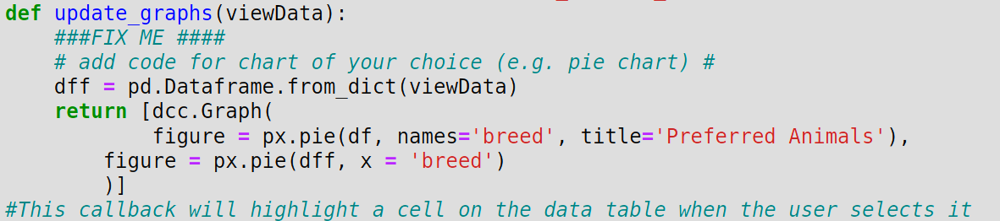 def update_graphs(viewData):
    ###FIX ME ####
    # add code for chart of your choice (e.g. pie chart) #
    dff = pd.Dataframe.from_dict(viewData)
    return [dcc.Graph(
            figure = px.pie(df, names='breed', title='Preferred Animals'),
        figure = px.pie(dff, x = 'breed')
        )]
#This callback will highlight a cell on the data table when the user selects it